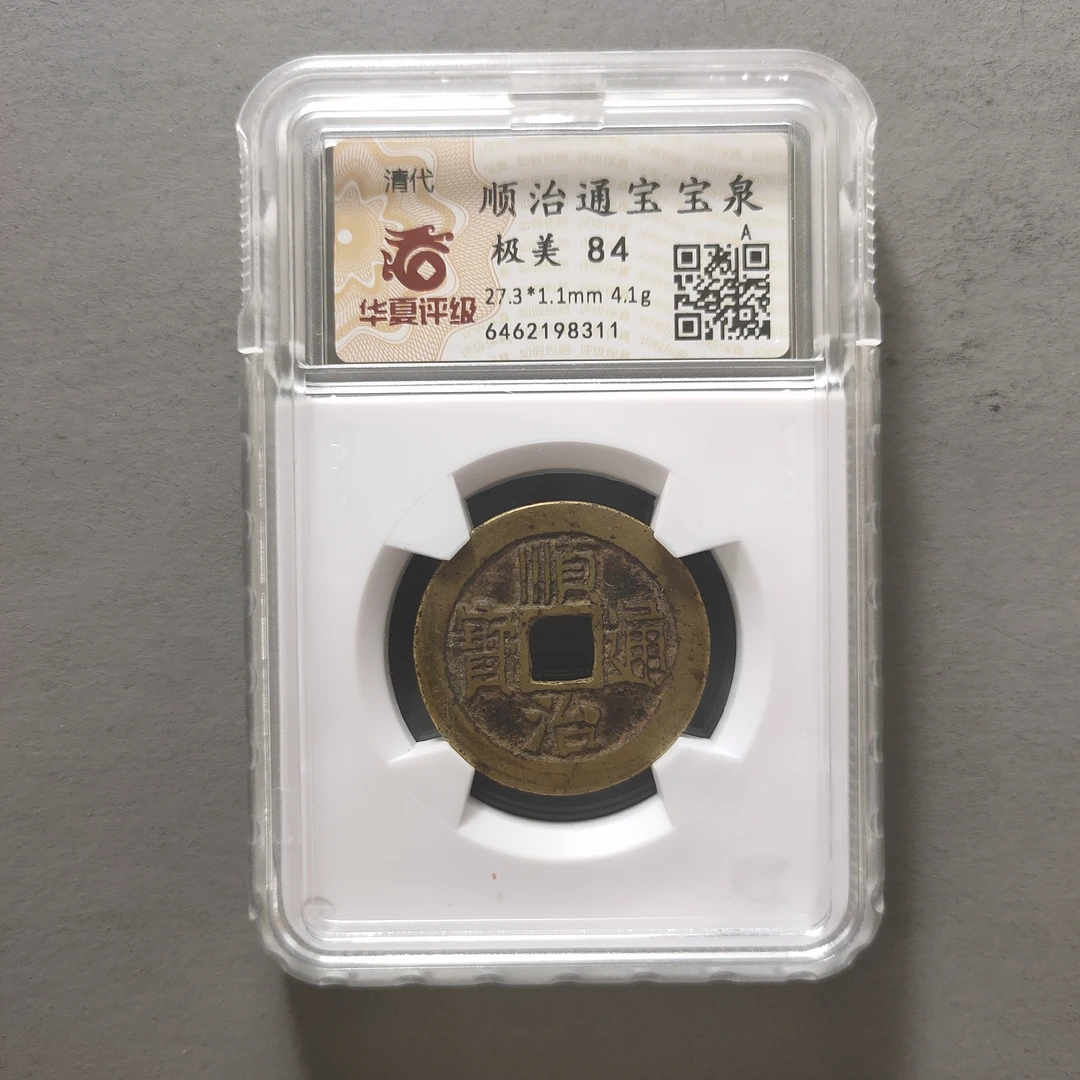 清代
顺治通宝宝泉
极美 84
A
27.3*1.1mm 4.1g
6462198311
华夏评级
順
治
通
寳